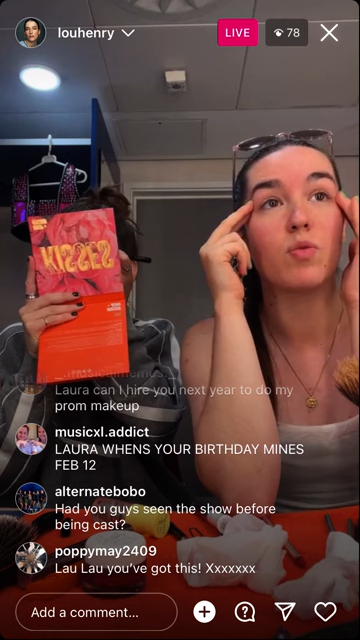 louhenry
LIVE
78
KISSES
Laura can I hire you next year to do my
prom makeup
musicxl.addict
LAURA WHENS YOUR BIRTHDAY MINES
FEB 12
alternatebobo
Had you guys seen the show before
being cast?
poppymay2409
Lau Lau you’ve got this! Xxxxxxx
Add a comment...